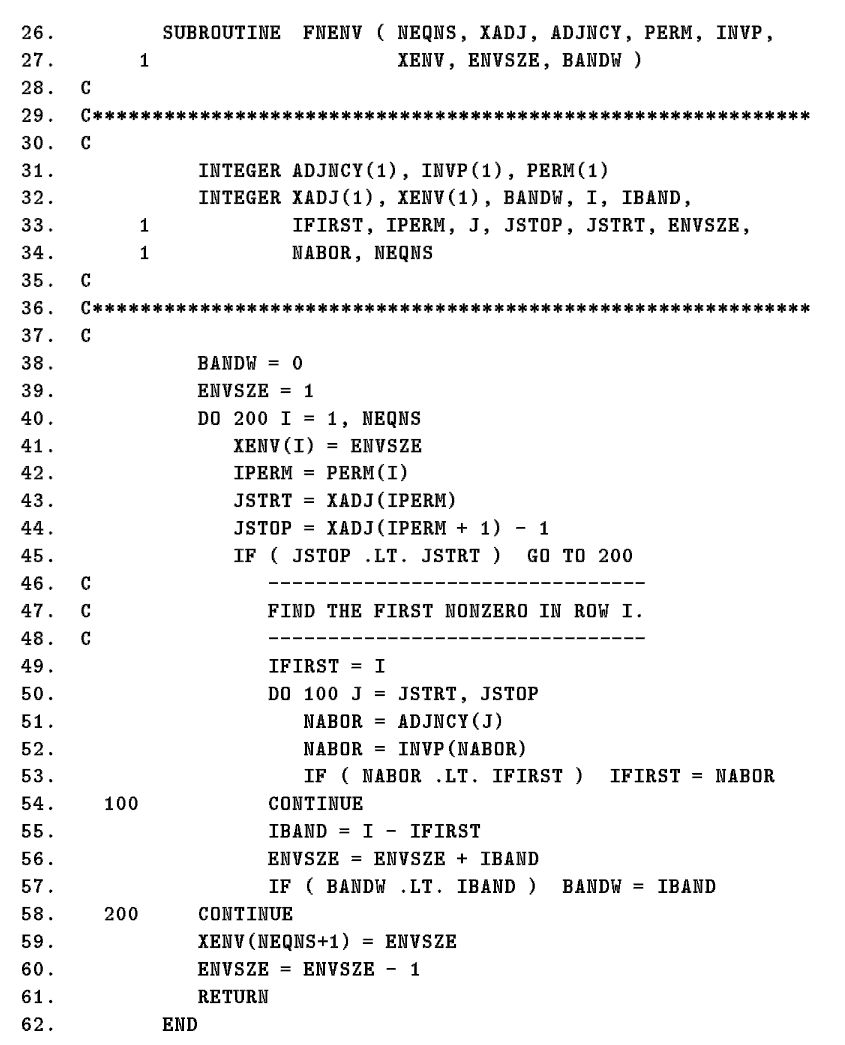 26.         SUBROUTINE  FNENV ( NEQNS, XADJ, ADJNCY, PERM, INVP,
27.       1                     XENV, ENVSZE, BANDW )
28.  C
29.  C*************************************************************
30.  C
31.            INTEGER ADJNCY(1), INVP(1), PERM(1)
32.            INTEGER XADJ(1), XENV(1), BANDW, I, IBAND,
33.       1            IFIRST, IPERM, J, JSTOP, JSTRT, ENVSZE,
34.       1            NABOR, NEQNS
35.  C
36.  C*************************************************************
37.  C
38.            BANDW = 0
39.            ENVSZE = 1
40.            DO 200 I = 1, NEQNS
41.               XENV(I) = ENVSZE
42.               IPERM = PERM(I)
43.               JSTRT = XADJ(IPERM)
44.               JSTOP = XADJ(IPERM + 1) - 1
45.               IF ( JSTOP .LT. JSTRT )  GO TO 200
46.  C               --------------------------------
47.  C               FIND THE FIRST NONZERO IN ROW I.
48.  C               --------------------------------
49.                  IFIRST = I
50.                  DO 100 J = JSTRT, JSTOP
51.                     NABOR = ADJNCY(J)
52.                     NABOR = INVP(NABOR)
53.                     IF ( NABOR .LT. IFIRST )  IFIRST = NABOR
54.    100           CONTINUE
55.                  IBAND = I - IFIRST
56.                  ENVSZE = ENVSZE + IBAND
57.                  IF ( BANDW .LT. IBAND )  BANDW = IBAND
58.    200     CONTINUE
59.            XENV(NEQNS+1) = ENVSZE
60.            ENVSZE = ENVSZE - 1
61.            RETURN
62.         END